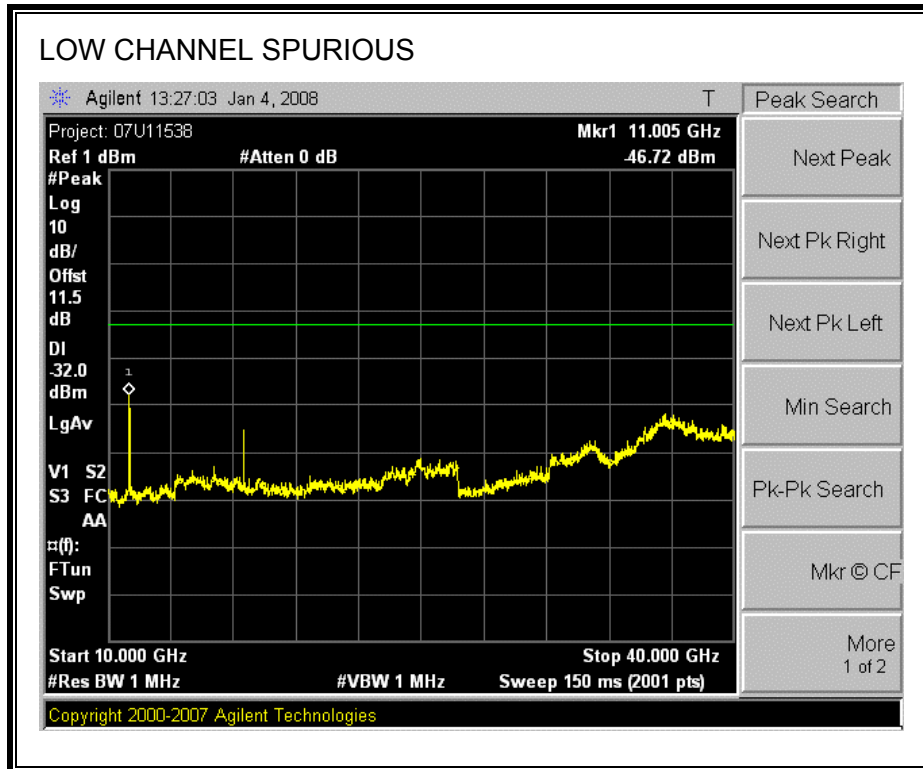 LOW CHANNEL SPURIOUS
Agilent 13:27:03 Jan 4, 2008 T
Peak Search
Project: 07U11538 Mkr1 11.005 GHz
Ref 1 dBm #Atten 0 dB -46.72 dBm
#Peak
Log
10
dB/
Offst
11.5
dB
DI
-32.0
dBm
LgAv
V1 S2
S3 FC
AA
¤(f):
FTun
Swp
1
Start 10.000 GHz Stop 40.000 GHz
#Res BW 1 MHz #VBW 1 MHz Sweep 150 ms (2001 pts)
Next Peak
Next Pk Right
Next Pk Left
Min Search
Pk-Pk Search
Mkr © CF
More
1 of 2
Copyright 2000-2007 Agilent Technologies